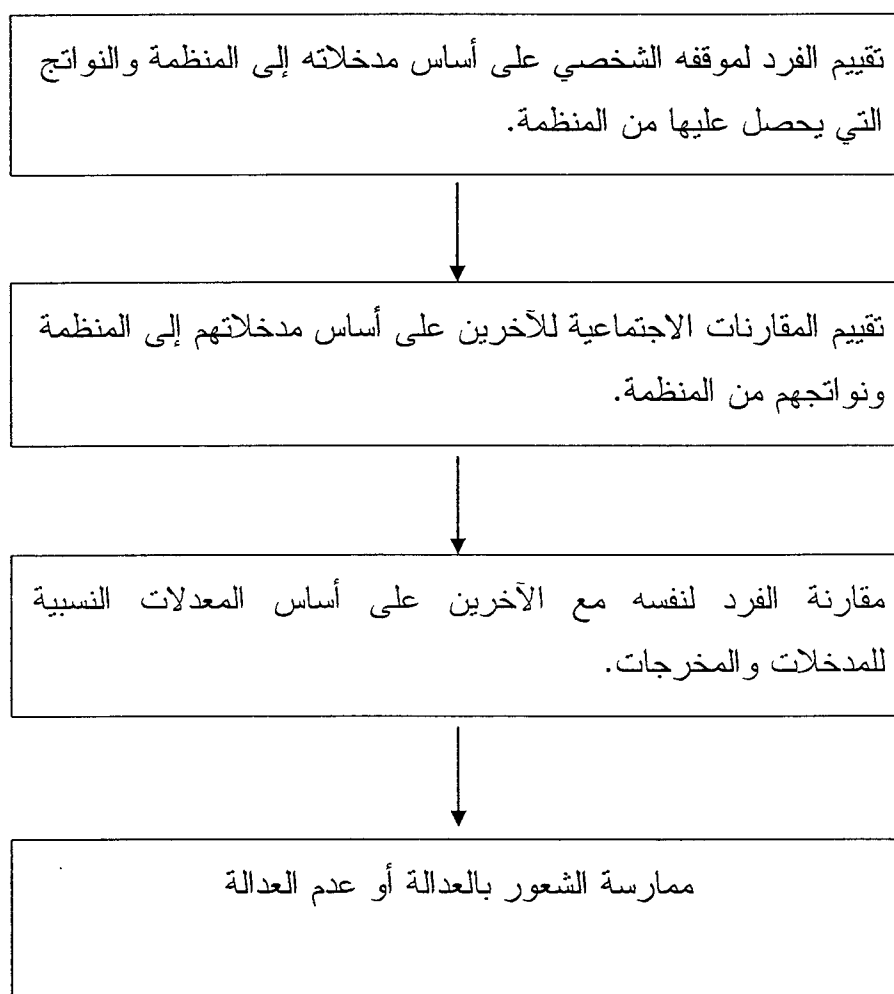 تقييم الفرد لموقفه الشخصي على أساس مدخلاته إلى المنظمة والنواتج
التي يحصل عليها من المنظمة.
تقييم المقارنات الاجتماعية للآخرين على أساس مدخلاتهم إلى المنظمة
ونواتجهم من المنظمة.
مقارنة الفرد لنفسه مع الآخرين على أساس المعدلات النسبية
للمدخلات والمخرجات.
ممارسة الشعور بالعدالة أو عدم العدالة